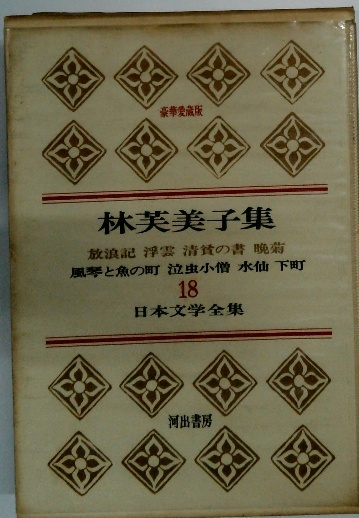 豪華愛蔵版
林芙美子集
放浪記 浮雲 清貧の書 晩菊
風琴と魚の町 泣虫小僧 水仙 下町
18
日本文学全集
河出書房